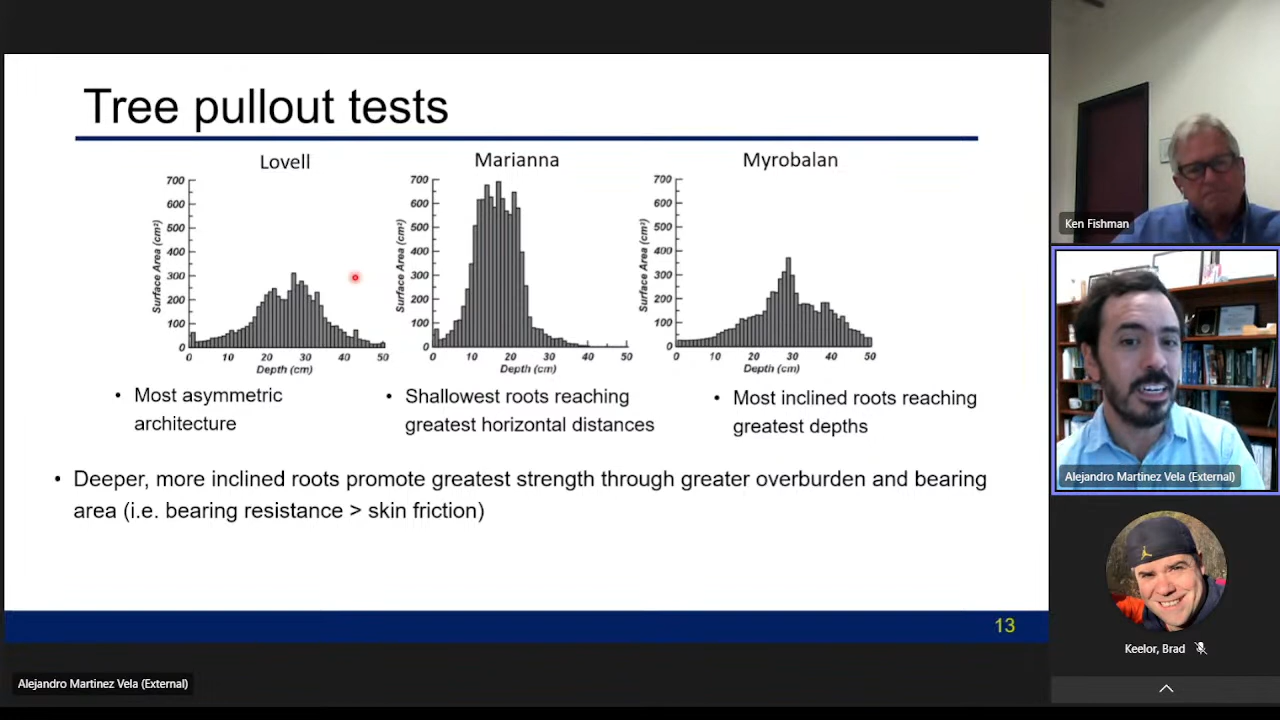 Tree pullout tests
Lovell
Marianna
Myrobalan
700
600
500
400
300
200
100
0
Surface Area (cm²)
0 10 20 30 40 50
Depth (cm)
700
600
500
400
300
200
100
0
Surface Area (cm²)
0 10 20 30 40 50
Depth (cm)
700
600
500
400
300
200
100
0
Surface Area (cm²)
0 10 20 30 40 50
Depth (cm)
• Most asymmetric
architecture
• Shallowest roots reaching
greatest horizontal distances
• Most inclined roots reaching
greatest depths
• Deeper, more inclined roots promote greatest strength through greater overburden and bearing
area (i.e. bearing resistance > skin friction)
13
Alejandro Martinez Vela (External)
Ken Fishman
Alejandro Martinez Vela (External)
Keelor, Brad